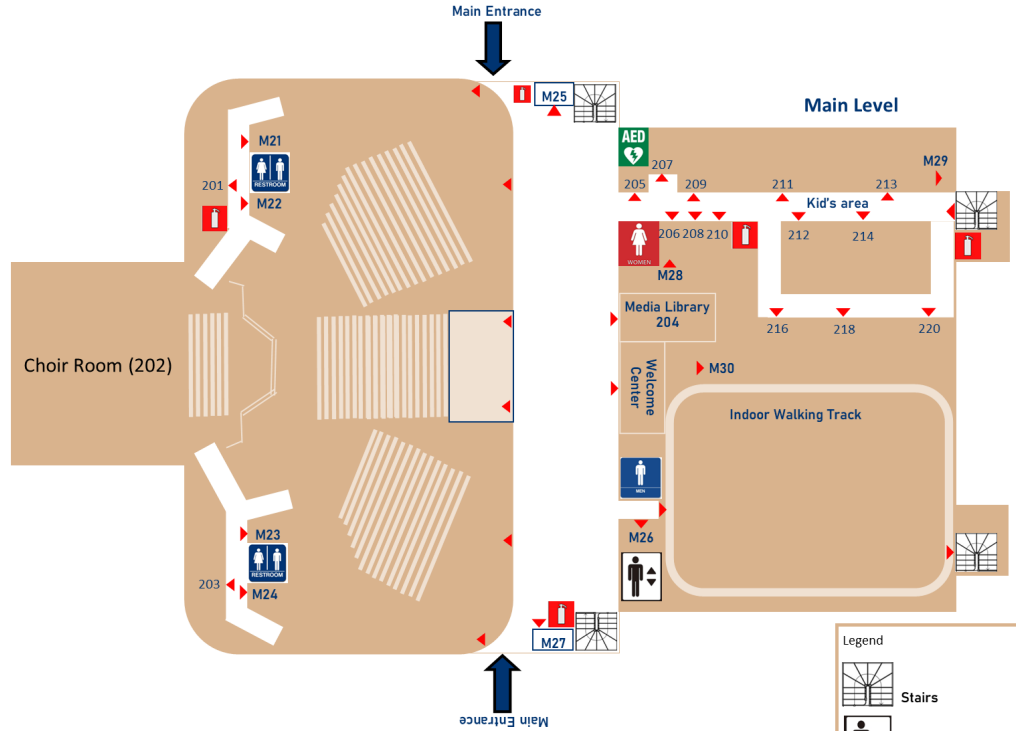 Main Entrance
M25
Main Level
AED
M21
207
M29
201
RESTROOM
205
209
211
213
M22
Kid's area
206
208
210
212
214
WOMEN
M28
Media Library
204
216
218
220
Choir Room (202)
Welcome
Center
M30
Indoor Walking Track
MEN
M23
M26
RESTROOM
203
M24
M27
Legend
Stairs
Main Entrance